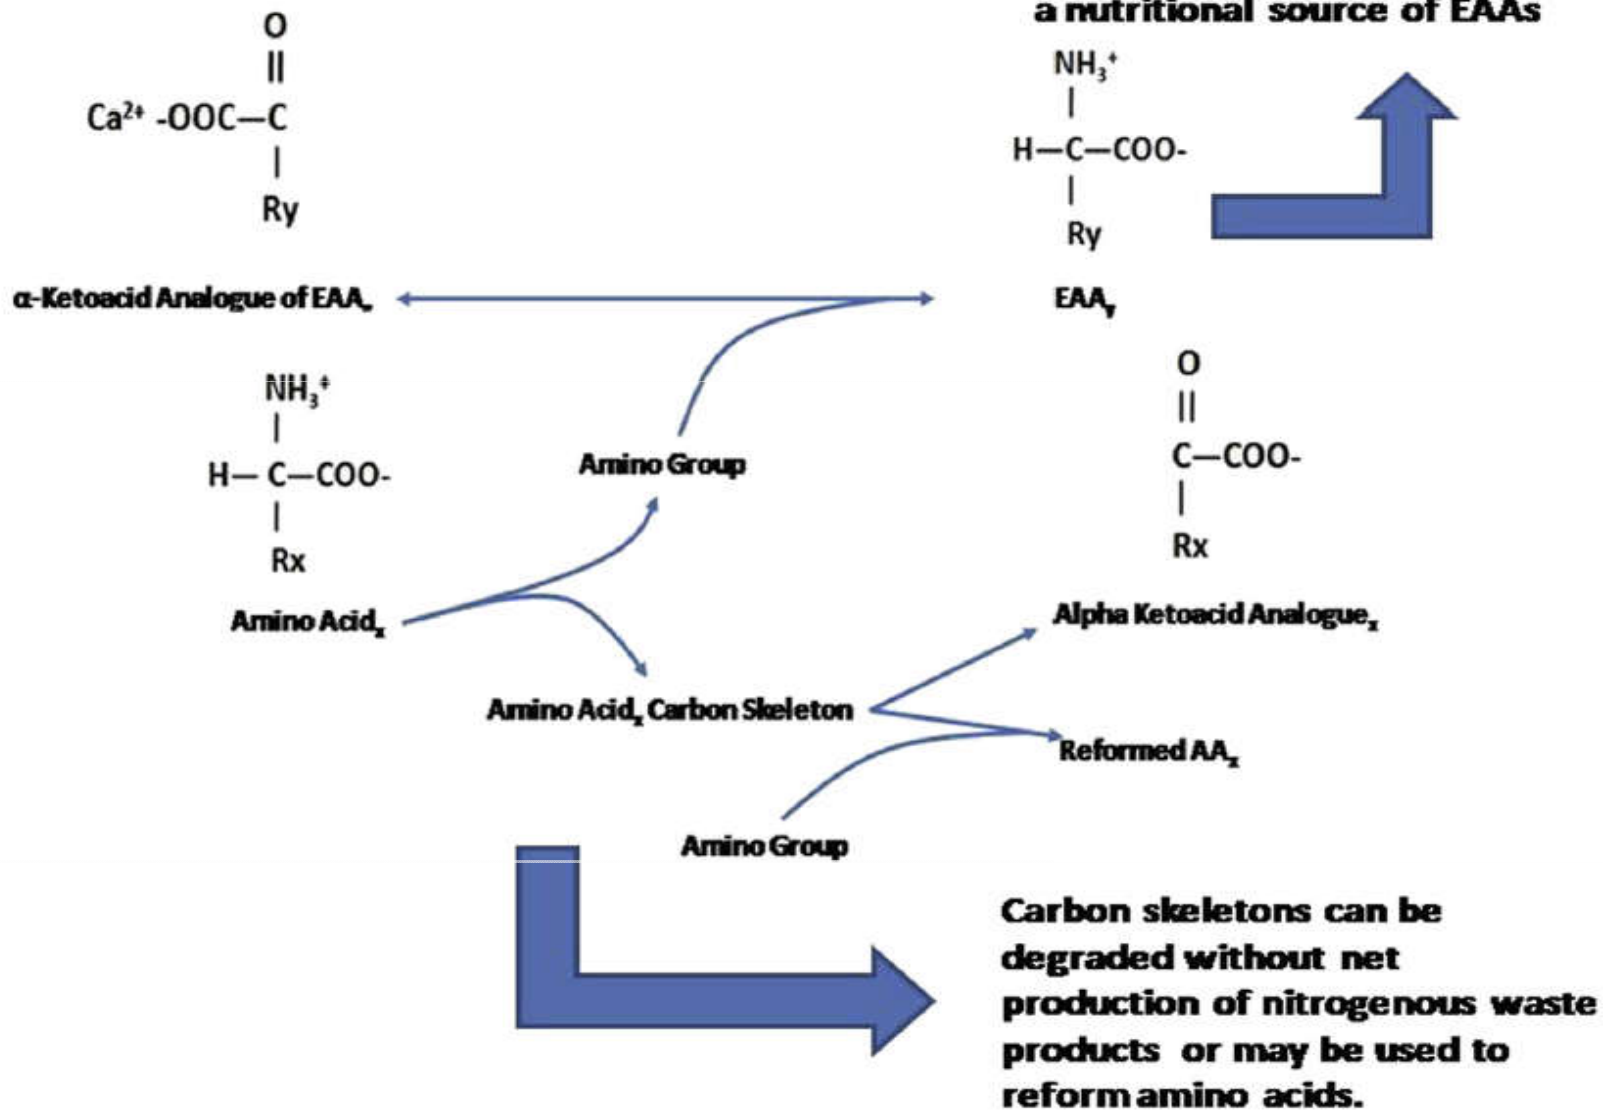 a nutritional source of EAAs
O
||
Ca²⁺ -OOC—C
|
Ry
α-Ketoacid Analogue of EAAᵧ
NH₃⁺
|
H—C—COO-
|
Ry
EAAᵧ
NH₃⁺
|
H— C—COO-
|
Rx
Amino Acidₓ
Amino Group
O
||
C—COO-
|
Rx
Alpha Ketoacid Analogueₓ
Amino Acidₓ Carbon Skeleton
Reformed AAₓ
Amino Group
Carbon skeletons can be
degraded without net
production of nitrogenous waste
products or may be used to
reform amino acids.